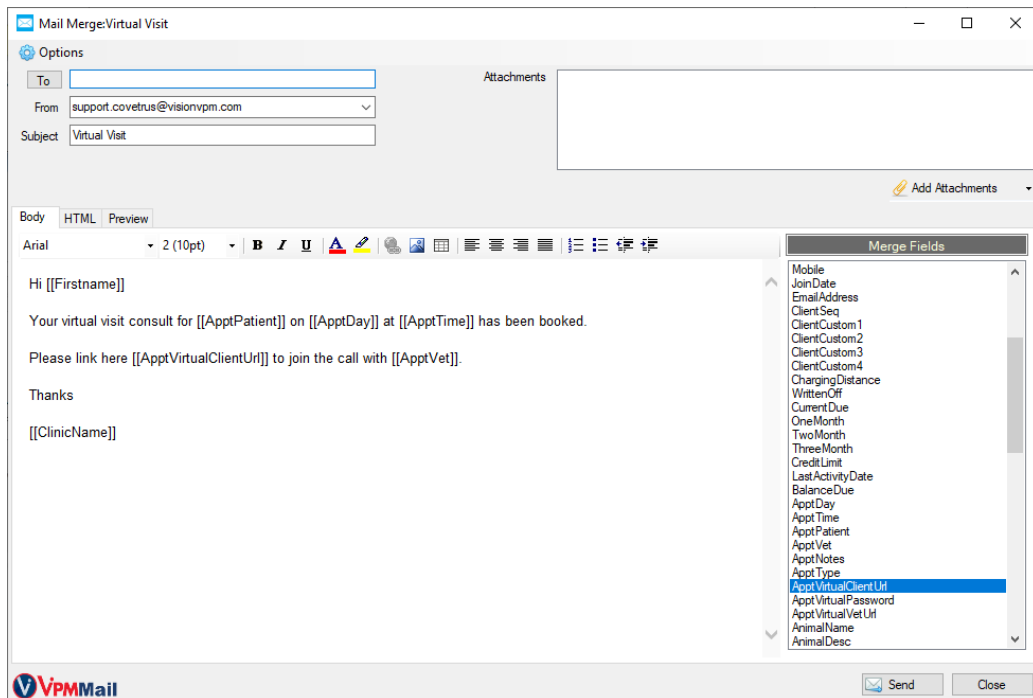 Mail Merge:Virtual Visit
Options
To
Attachments
From support.covetrus@visionvpm.com
Subject Virtual Visit
Add Attachments
Body HTML Preview
Arial 2 (10pt) B I U A
Merge Fields
Hi [[Firstname]]
Your virtual visit consult for [[ApptPatient]] on [[ApptDay]] at [[ApptTime]] has been booked.
Please link here [[ApptVirtualClientUrl]] to join the call with [[ApptVet]].
Thanks
[[ClinicName]]
Mobile
JoinDate
EmailAddress
ClientSeq
ClientCustom1
ClientCustom2
ClientCustom3
ClientCustom4
ChargingDistance
WrittenOff
CurrentDue
OneMonth
TwoMonth
ThreeMonth
CreditLimit
LastActivityDate
BalanceDue
ApptDay
ApptTime
ApptPatient
ApptVet
ApptNotes
ApptType
ApptVirtualClientUrl
ApptVirtualPassword
ApptVirtualVetUrl
AnimalName
AnimalDesc
V VPMMail
Send Close